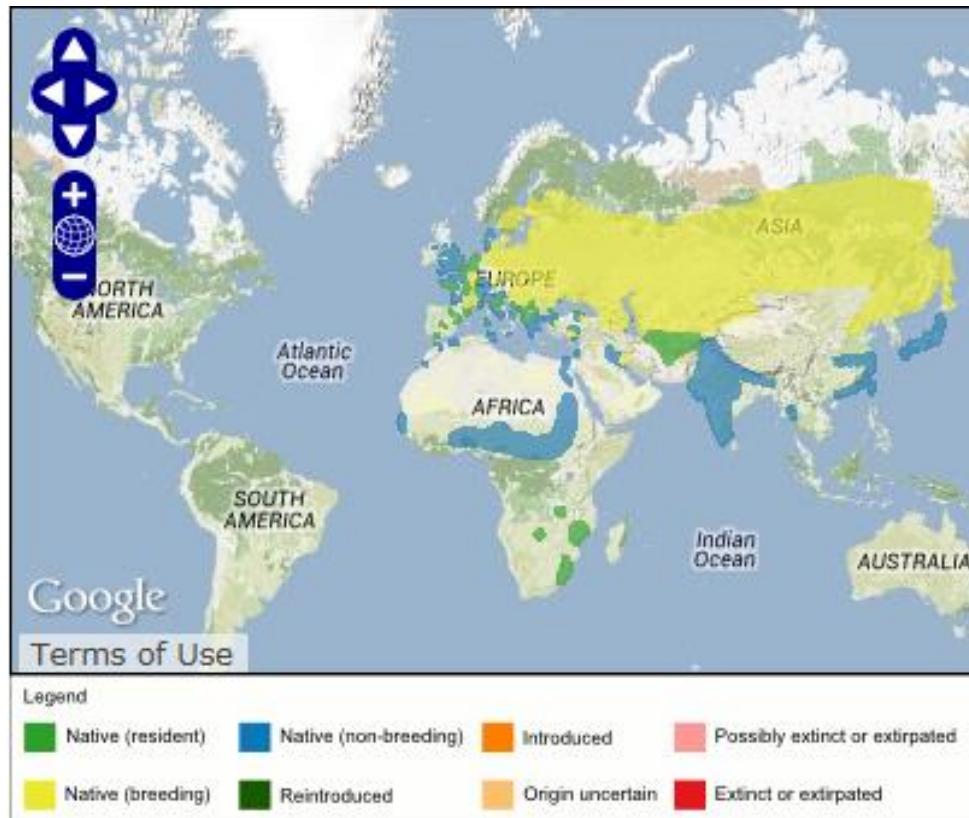 ASIA
EUROPE
NORTH
AMERICA
Atlantic
Ocean
AFRICA
SOUTH
AMERICA
Indian
Ocean
AUSTRALIA
Google
Terms of Use
Legend
Native (resident)
Native (non-breeding)
Introduced
Possibly extinct or extirpated
Native (breeding)
Reintroduced
Origin uncertain
Extinct or extirpated